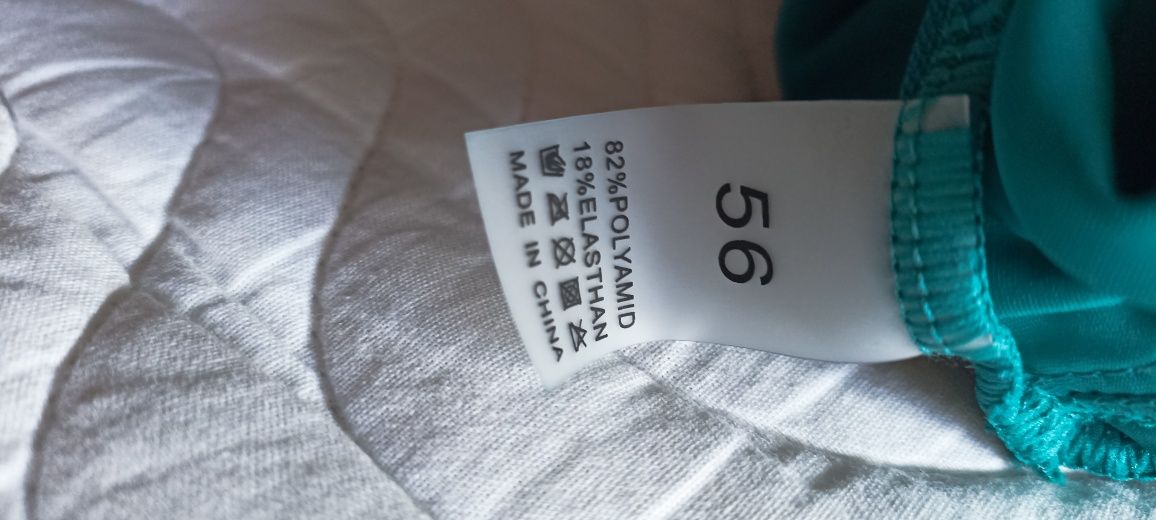 56
82%POLYAMID
18%ELASTHAN
MADE IN CHINA